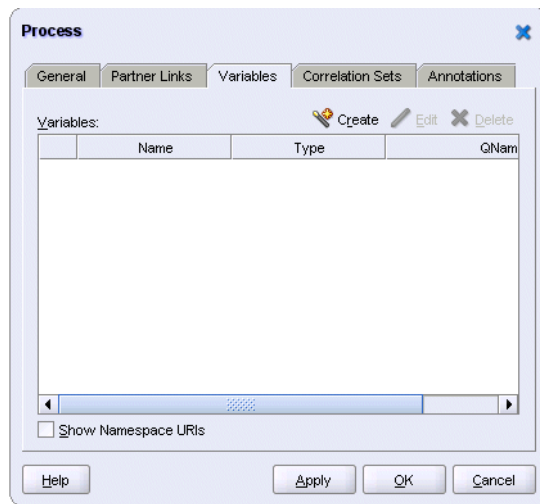 Process
General Partner Links Variables Correlation Sets Annotations
Variables: Create Edit Delete
Name Type QNam
Show Namespace URIs
Help Apply OK Cancel